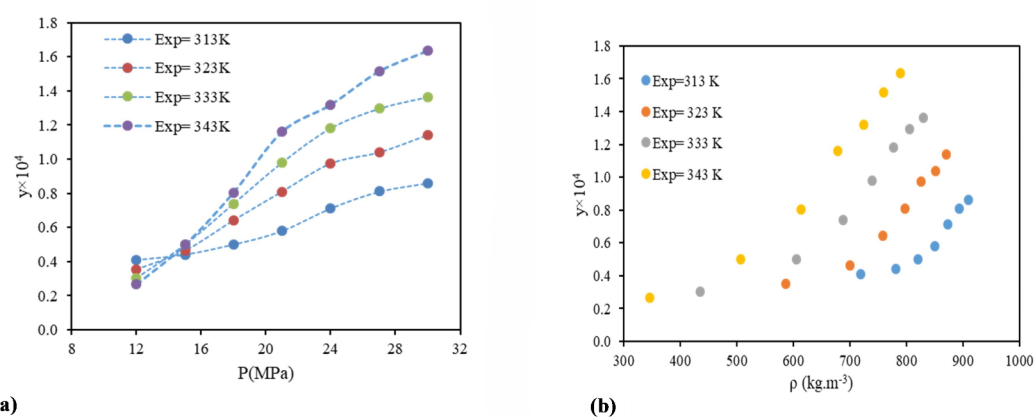 1.8
1.6
1.4
1.2
1.0
0.8
0.6
0.4
0.2
0.0
y×10⁴
Exp= 313K
Exp= 323K
Exp= 333K
Exp= 343K
8 12 16 20 24 28 32
P(MPa)
a)
1.8
1.6
1.4
1.2
1.0
0.8
0.6
0.4
0.2
0.0
y×10⁴
Exp=313 K
Exp= 323 K
Exp= 333 K
Exp= 343 K
300 400 500 600 700 800 900 1000
ρ (kg.m⁻³)
(b)